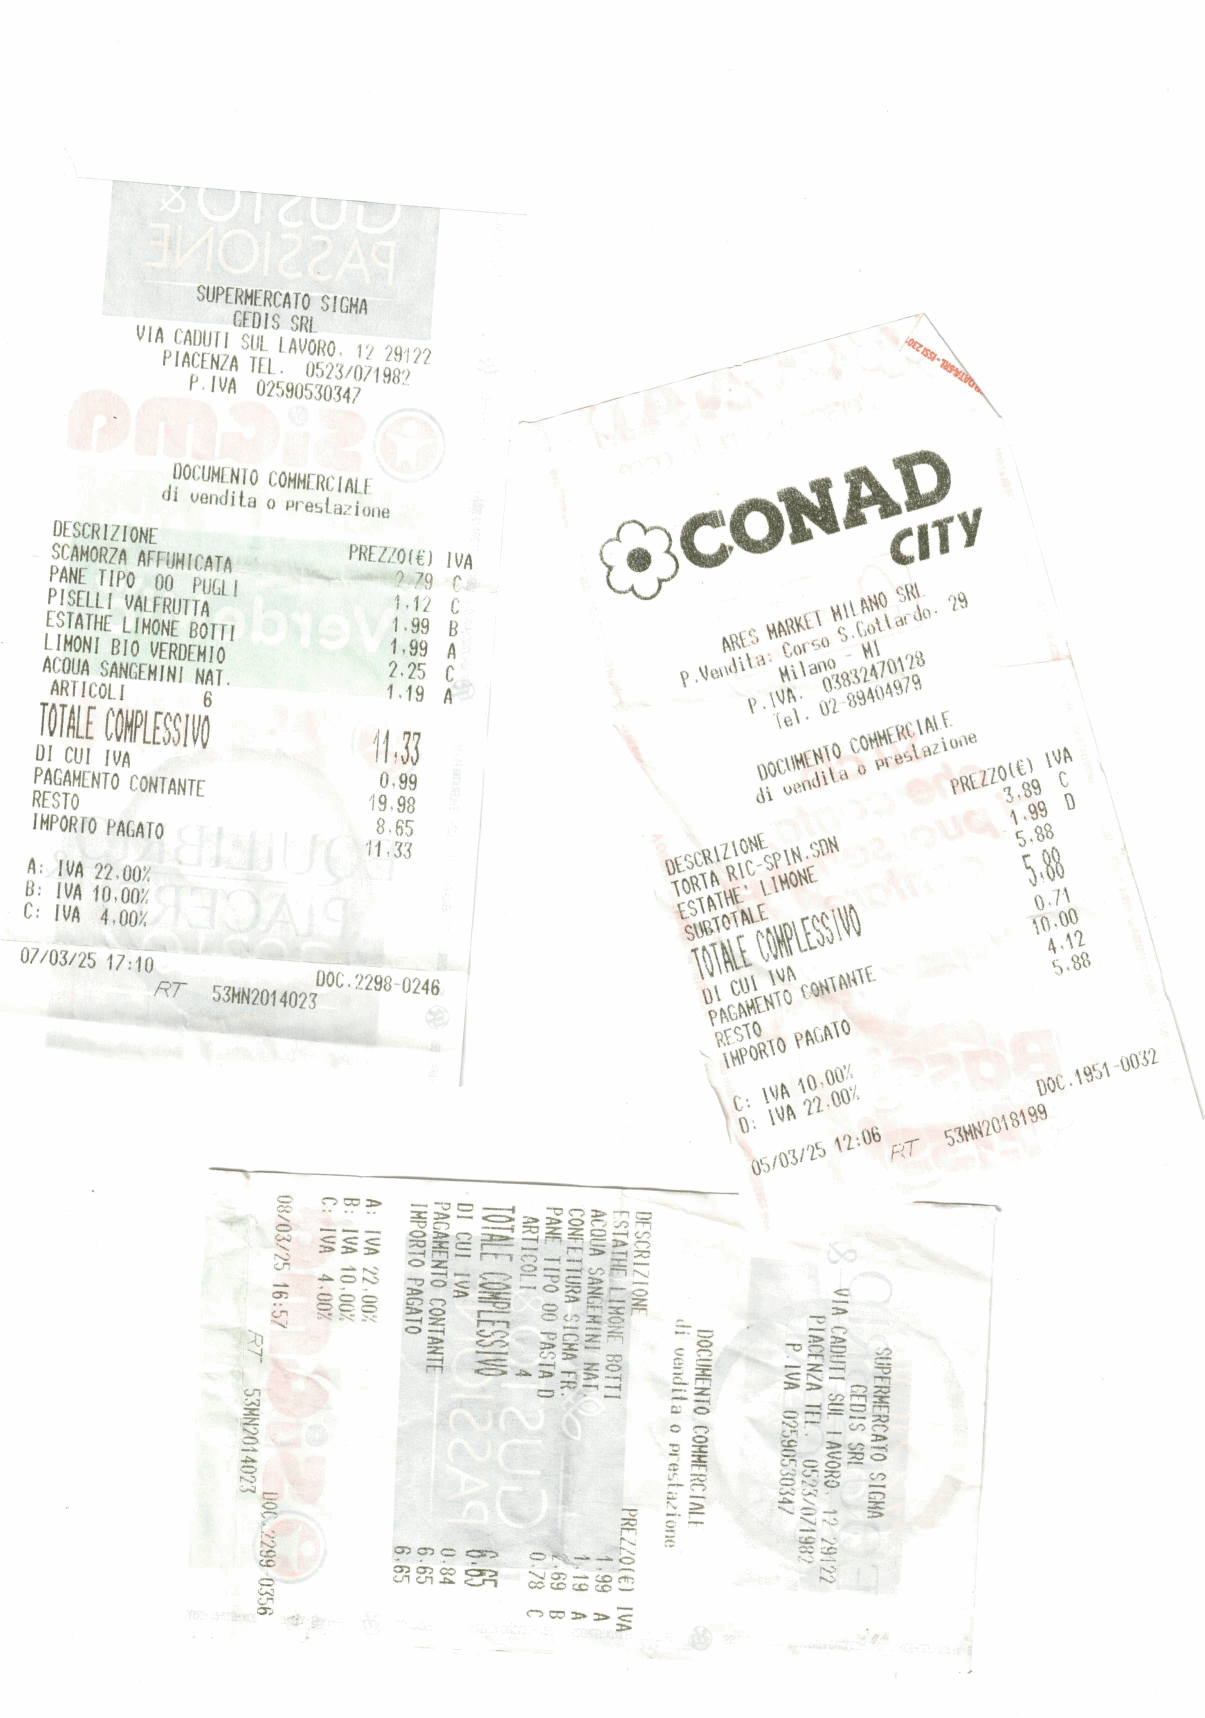 SUPERMERCATO SIGMA
GEDIS SRL
VIA CADUTI SUL LAVORO, 12 29122
PIACENZA TEL. 0523/071982
P.IVA 02590530347
DOCUMENTO COMMERCIALE
di vendita o prestazione
DESCRIZIONE PREZZO(€) IVA
SCAMORZA AFFUMICATA 2,79 C
PANE TIPO 00 PUGLI 1,12 C
PISELLI VALFRUTTA 1,99 B
ESTATHE LIMONE BOTTI 1,99 A
LIMONI BIO VERDEMIO 2,25 C
ACQUA SANGEMINI NAT. 1,19 A
ARTICOLI 6
TOTALE COMPLESSIVO 11,33
DI CUI IVA 0,99
PAGAMENTO CONTANTE 19,98
RESTO 8,65
IMPORTO PAGATO 11,33
A: IVA 22,00%
B: IVA 10,00%
C: IVA 4,00%
07/03/25 17:10 DOC.2298-0246
RT 53MN2014023
CONAD
CITY
ARES MARKET MILANO SRL
P.Vendita: Corso S.Gottardo, 29
Milano - MI
P.IVA. 03832470128
Tel. 02-89404979
DOCUMENTO COMMERCIALE
di vendita o prestazione
DESCRIZIONE PREZZO(€) IVA
TORTA RIC-SPIN.SDN 3,89 C
ESTATHE' LIMONE 1,99 D
SUBTOTALE 5,88
TOTALE COMPLESSIVO 5,88
DI CUI IVA 0,71
PAGAMENTO CONTANTE 10,00
RESTO 4,12
IMPORTO PAGATO 5,88
C: IVA 10,00%
D: IVA 22,00%
05/03/25 12:06 DOC.1951-0032
RT 53MN2018199
SUPERMERCATO SIGMA
GEDIS SRL
VIA CADUTI SUL LAVORO, 12 29122
PIACENZA TEL. 0523/071982
P.IVA 02590530347
DOCUMENTO COMMERCIALE
di vendita o prestazione
DESCRIZIONE PREZZO(€) IVA
ESTATHE LIMONE BOTTI 1,99 A
ACQUA SANGEMINI NAT. 1,19 A
CONFETTURA SIGMA FR. 2,69 B
PANE TIPO 00 PASTA D 0,78 C
ARTICOLI 4
TOTALE COMPLESSIVO 6,65
DI CUI IVA 0,84
PAGAMENTO CONTANTE 6,65
IMPORTO PAGATO 6,65
A: IVA 22,00%
B: IVA 10,00%
C: IVA 4,00%
08/03/25 16:57 DOC.2299-0356
RT 53MN2014023